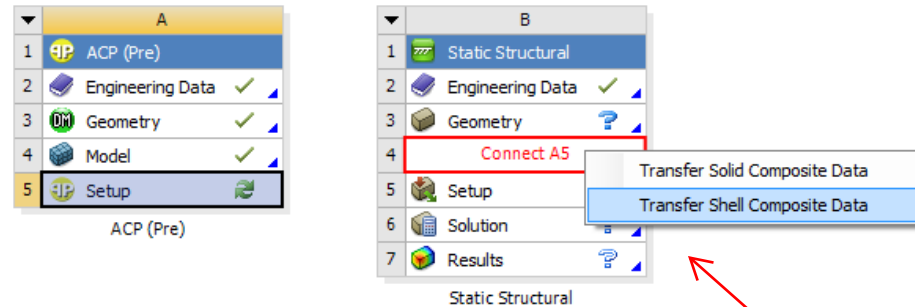 A
1 ACP (Pre)
2 Engineering Data
3 DM Geometry
4 Model
5 Setup
ACP (Pre)
B
1 Static Structural
2 Engineering Data
3 Geometry ?
4 Connect A5
5 Setup
6 Solution ?
7 Results ?
Static Structural
Transfer Solid Composite Data
Transfer Shell Composite Data